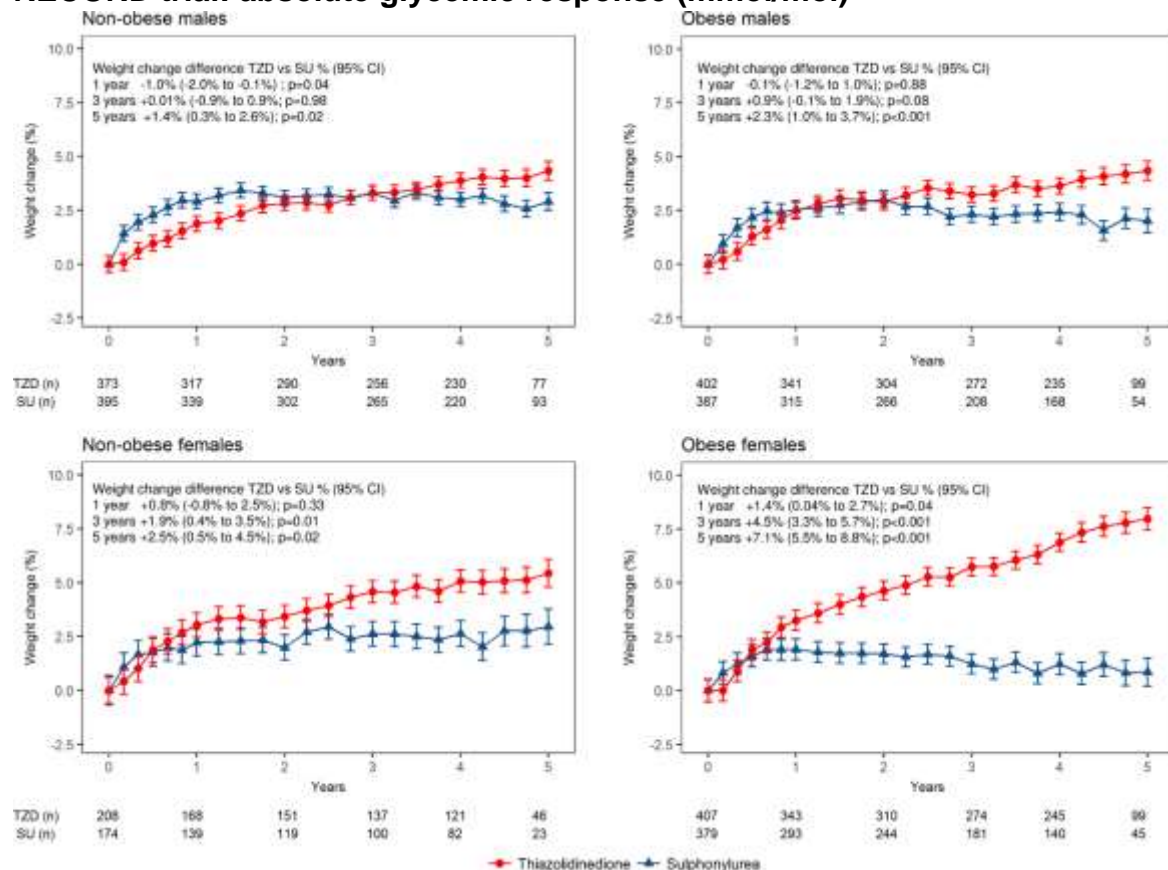 RECORD trial: absolute glycemic response (mmol/mol)
Non-obese males
Weight change difference TZD vs SU % (95% CI)
1 year -1.0% (-2.0% to -0.1%) ; p=0.04
3 years +0.01% (-0.9% to 0.9%; p=0.98
5 years +1.4% (0.3% to 2.6%); p=0.02
Weight change (%)
10.0
7.5
5.0
2.5
0.0
-2.5
0 1 2 3 4 5
Years
TZD (n) 373 317 290 256 230 77
SU (n) 395 339 302 265 220 93
Obese males
Weight change difference TZD vs SU % (95% CI)
1 year -0.1% (-1.2% to 1.0%); p=0.88
3 years +0.9% (-0.1% to 1.9%); p=0.08
5 years +2.3% (1.0% to 3.7%); p<0.001
Weight change (%)
10.0
7.5
5.0
2.5
0.0
-2.5
0 1 2 3 4 5
Years
402 341 304 272 235 99
387 315 266 208 168 54
Non-obese females
Weight change difference TZD vs SU % (95% CI)
1 year +0.8% (-0.8% to 2.5%); p=0.33
3 years +1.9% (0.4% to 3.5%); p=0.01
5 years +2.5% (0.5% to 4.5%); p=0.02
Weight change (%)
10.0
7.5
5.0
2.5
0.0
-2.5
0 1 2 3 4 5
Years
TZD (n) 208 168 151 137 121 46
SU (n) 174 139 119 100 82 23
Obese females
Weight change difference TZD vs SU % (95% CI)
1 year +1.4% (0.04% to 2.7%); p=0.04
3 years +4.5% (3.3% to 5.7%); p<0.001
5 years +7.1% (5.5% to 8.8%); p<0.001
Weight change (%)
10.0
7.5
5.0
2.5
0.0
-2.5
0 1 2 3 4 5
Years
407 343 310 274 245 99
379 293 244 181 140 45
Thiazolidinedione Sulphonylurea